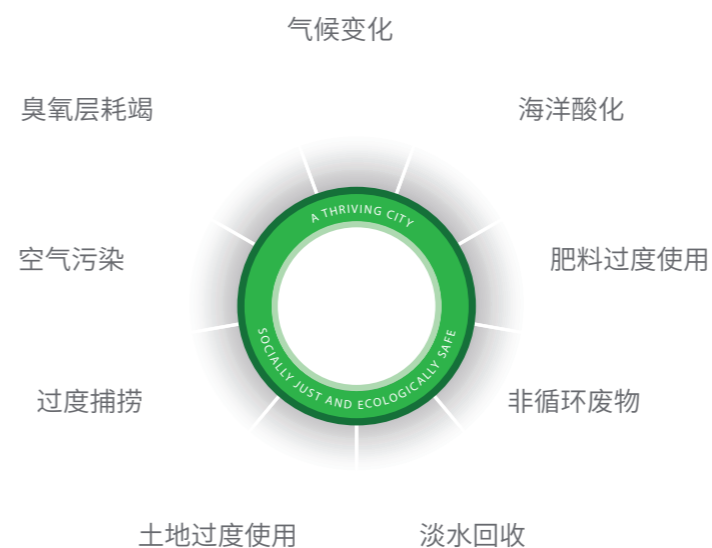 气候变化
臭氧层耗竭
海洋酸化
A THRIVING CITY
空气污染
肥料过度使用
SOCIALLY JUST AND ECOLOGICALLY SAFE
过度捕捞
非循环废物
土地过度使用
淡水回收